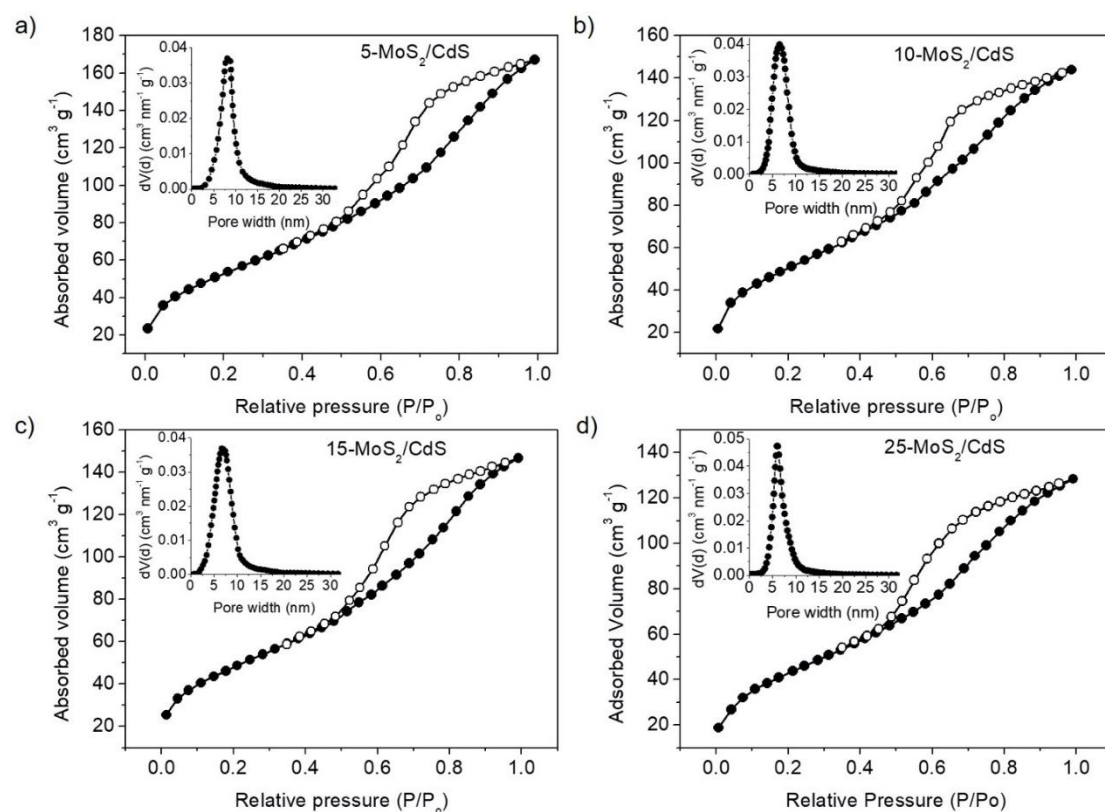 a)
5-MoS₂/CdS
180
160
140
120
100
80
60
40
20
0.0 0.2 0.4 0.6 0.8 1.0
Absorbed volume (cm³ g⁻¹)
Relative pressure (P/Pₒ)
0.04
0.03
0.02
0.01
0.00
0 5 10 15 20 25 30
dV(d) (cm³ nm⁻¹ g⁻¹)
Pore width (nm)
b)
10-MoS₂/CdS
160
140
120
100
80
60
40
20
0.0 0.2 0.4 0.6 0.8 1.0
Absorbed volume (cm³ g⁻¹)
Relative pressure (P/Pₒ)
0.04
0.03
0.02
0.01
0.00
0 5 10 15 20 25 30
dV(d) (cm³ nm⁻¹ g⁻¹)
Pore width (nm)
c)
15-MoS₂/CdS
160
140
120
100
80
60
40
20
0.0 0.2 0.4 0.6 0.8 1.0
Absorbed volume (cm³ g⁻¹)
Relative pressure (P/Pₒ)
0.04
0.03
0.02
0.01
0.00
0 5 10 15 20 25 30
dV(d) (cm³ nm⁻¹ g⁻¹)
Pore width (nm)
d)
25-MoS₂/CdS
140
120
100
80
60
40
20
0.0 0.2 0.4 0.6 0.8 1.0
Adsorbed Volume (cm³ g⁻¹)
Relative Pressure (P/Po)
0.05
0.04
0.03
0.02
0.01
0.00
0 5 10 15 20 25 30
dV(d) (cm³ nm⁻¹ g⁻¹)
Pore width (nm)